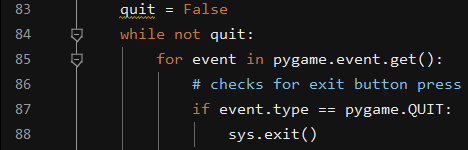 83 quit = False
84 while not quit:
85 for event in pygame.event.get():
86 # checks for exit button press
87 if event.type == pygame.QUIT:
88 sys.exit()